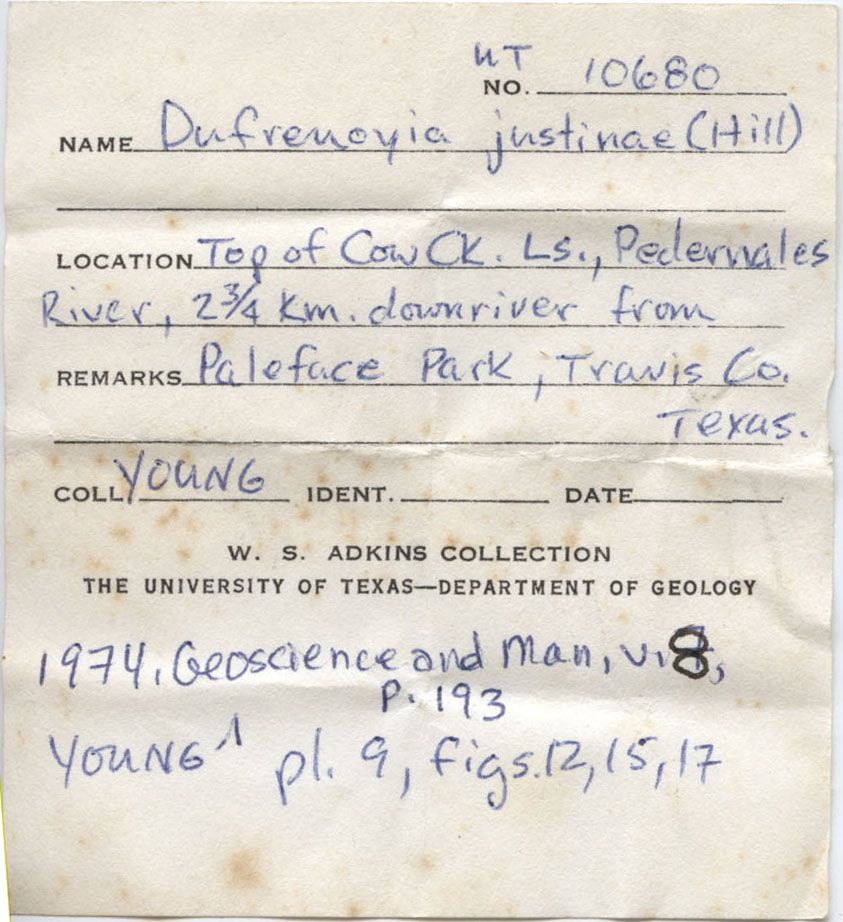 UT
NO. 10680
NAME Dufrenoyia justinae (Hill)
LOCATION Top of Cow Ck. Ls., Pedernales
River, 2 3/4 Km. downriver from
REMARKS Paleface Park, Travis Co.
Texas.
COLL. YOUNG IDENT. DATE
W. S. ADKINS COLLECTION
THE UNIVERSITY OF TEXAS—DEPARTMENT OF GEOLOGY
1974, Geoscience and Man, v. 8,
p. 193
YOUNG ^ pl. 9, figs. 12, 15, 17